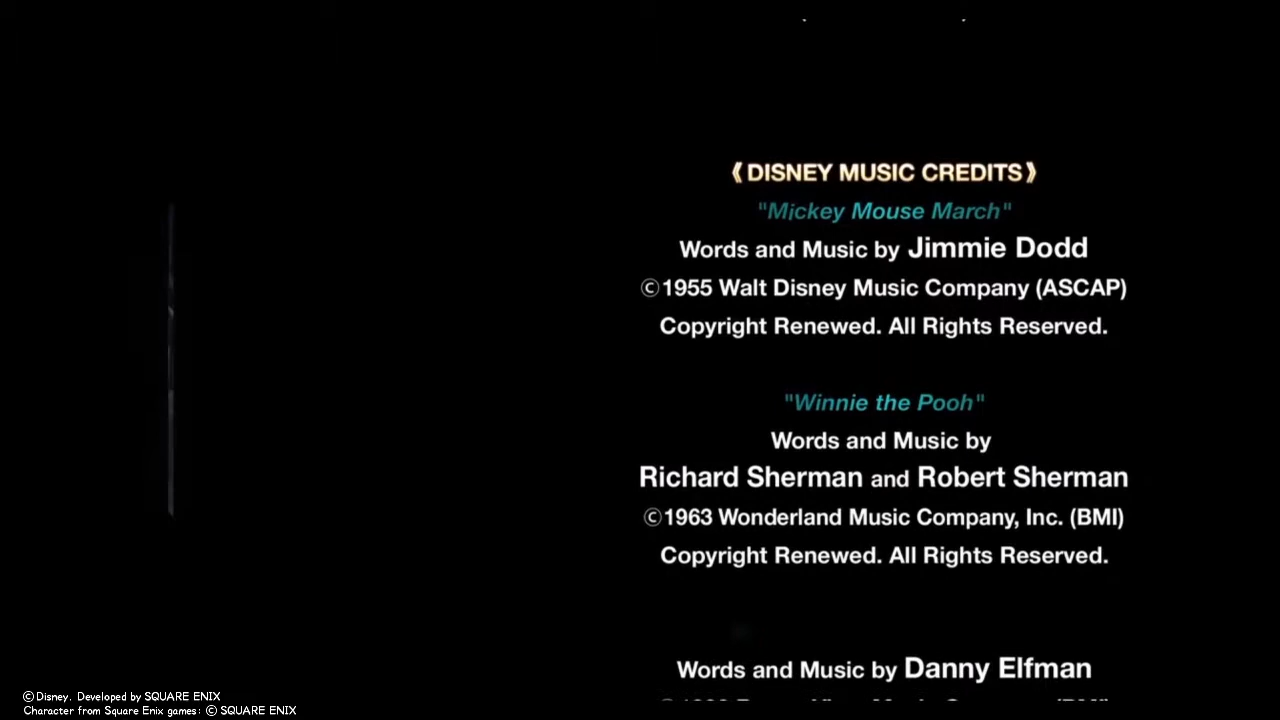 《DISNEY MUSIC CREDITS》
"Mickey Mouse March"
Words and Music by Jimmie Dodd
©1955 Walt Disney Music Company (ASCAP)
Copyright Renewed. All Rights Reserved.
"Winnie the Pooh"
Words and Music by
Richard Sherman and Robert Sherman
©1963 Wonderland Music Company, Inc. (BMI)
Copyright Renewed. All Rights Reserved.
Words and Music by Danny Elfman
©Disney. Developed by SQUARE ENIX
Character from Square Enix games: © SQUARE ENIX